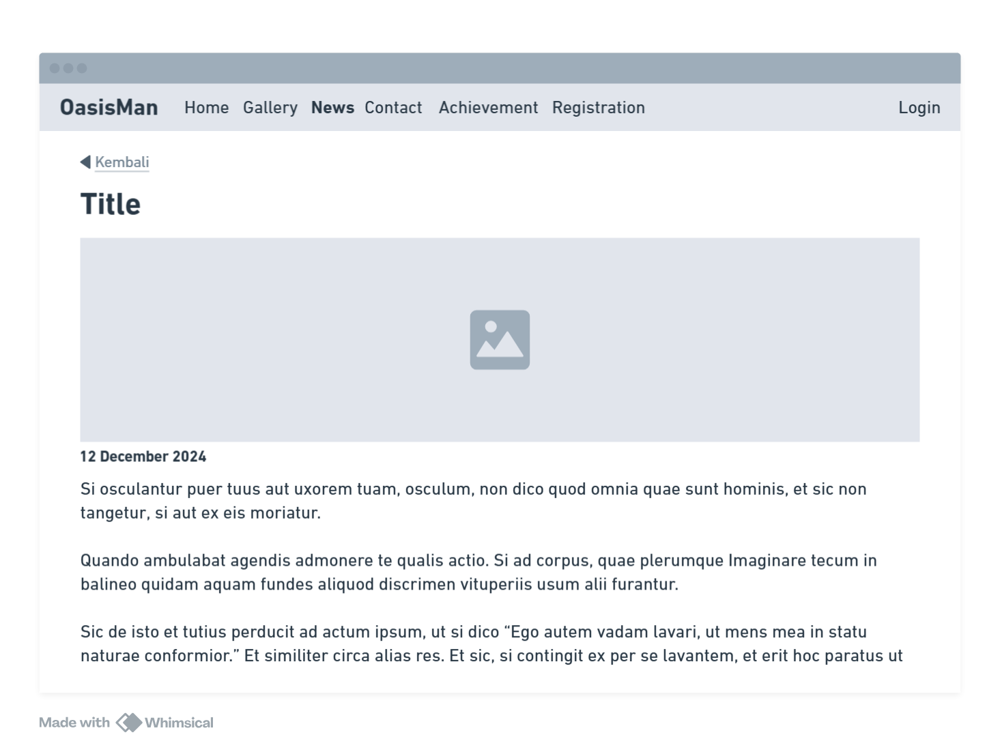 OasisMan Home Gallery News Contact Achievement Registration Login
Kembali
Title
12 December 2024
Si osculantur puer tuus aut uxorem tuam, osculum, non dico quod omnia quae sunt hominis, et sic non
tangetur, si aut ex eis moriatur.
Quando ambulabat agendis admonere te qualis actio. Si ad corpus, quae plerumque Imaginare tecum in
balineo quidam aquam fundes aliquod discrimen vituperiis usum alii furantur.
Sic de isto et tutius perducit ad actum ipsum, ut si dico “Ego autem vadam lavari, ut mens mea in statu
naturae conformior.” Et similiter circa alias res. Et sic, si contingit ex per se lavantem, et erit hoc paratus ut
Made with Whimsical